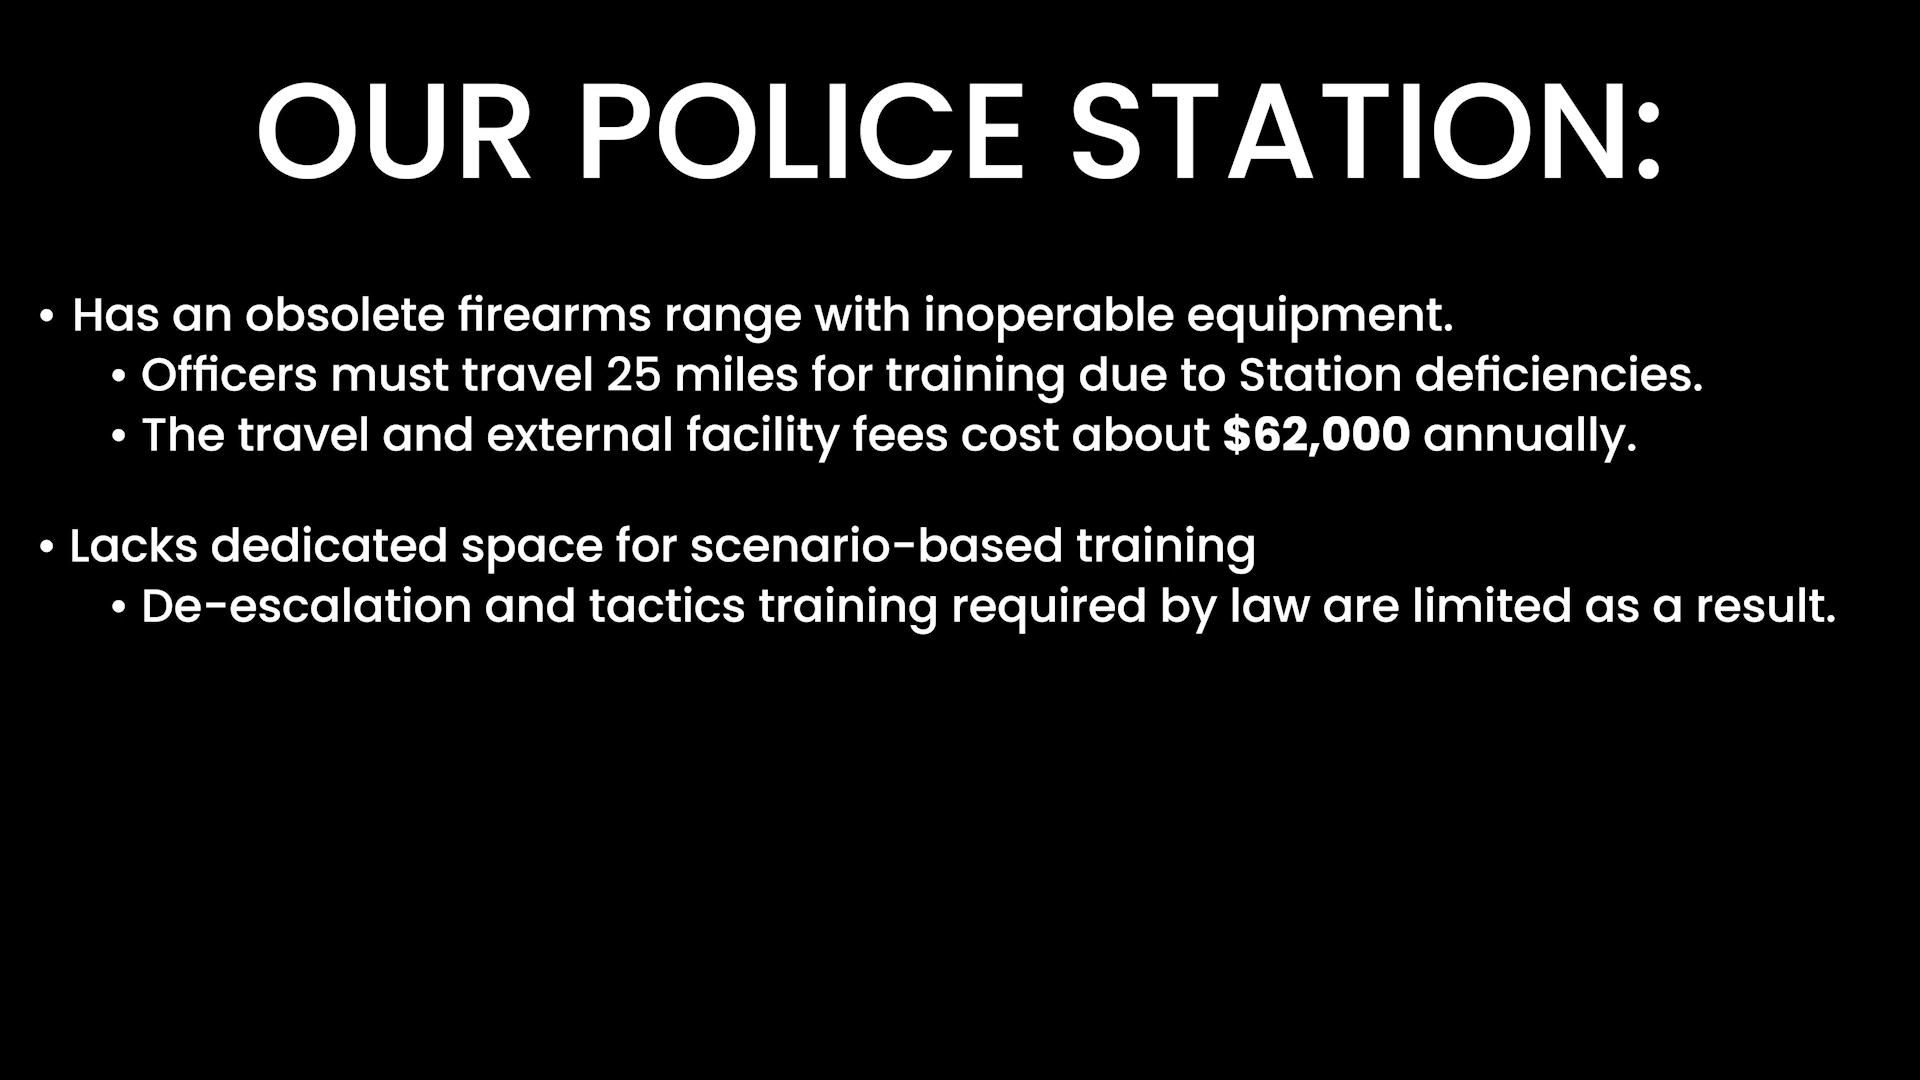 OUR POLICE STATION:
• Has an obsolete firearms range with inoperable equipment.
• Officers must travel 25 miles for training due to Station deficiencies.
• The travel and external facility fees cost about $62,000 annually.
• Lacks dedicated space for scenario-based training
• De-escalation and tactics training required by law are limited as a result.